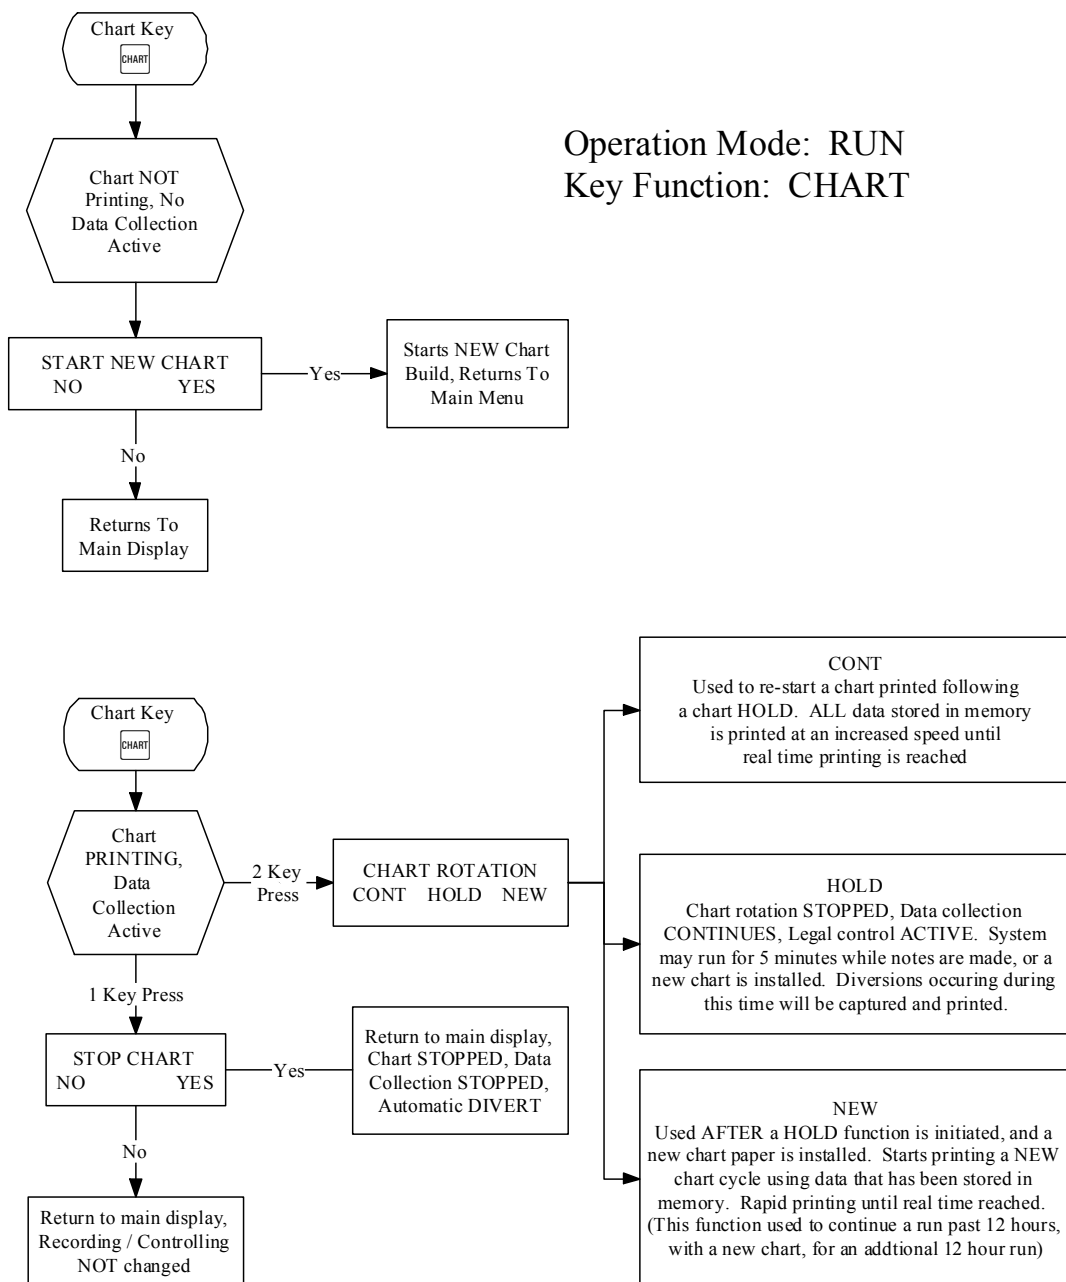 Chart Key
CHART
Operation Mode: RUN
Key Function: CHART
Chart NOT
Printing, No
Data Collection
Active
START NEW CHART
NO YES
Yes
Starts NEW Chart
Build, Returns To
Main Menu
No
Returns To
Main Display
Chart Key
CHART
Chart
PRINTING,
Data
Collection
Active
2 Key
Press
CHART ROTATION
CONT HOLD NEW
CONT
Used to re-start a chart printed following
a chart HOLD. ALL data stored in memory
is printed at an increased speed until
real time printing is reached
HOLD
Chart rotation STOPPED, Data collection
CONTINUES, Legal control ACTIVE. System
may run for 5 minutes while notes are made, or a
new chart is installed. Diversions occuring during
this time will be captured and printed.
1 Key Press
STOP CHART
NO YES
Yes
Return to main display,
Chart STOPPED, Data
Collection STOPPED,
Automatic DIVERT
No
Return to main display,
Recording / Controlling
NOT changed
NEW
Used AFTER a HOLD function is initiated, and a
new chart paper is installed. Starts printing a NEW
chart cycle using data that has been stored in
memory. Rapid printing until real time reached.
(This function used to continue a run past 12 hours,
with a new chart, for an addtional 12 hour run)